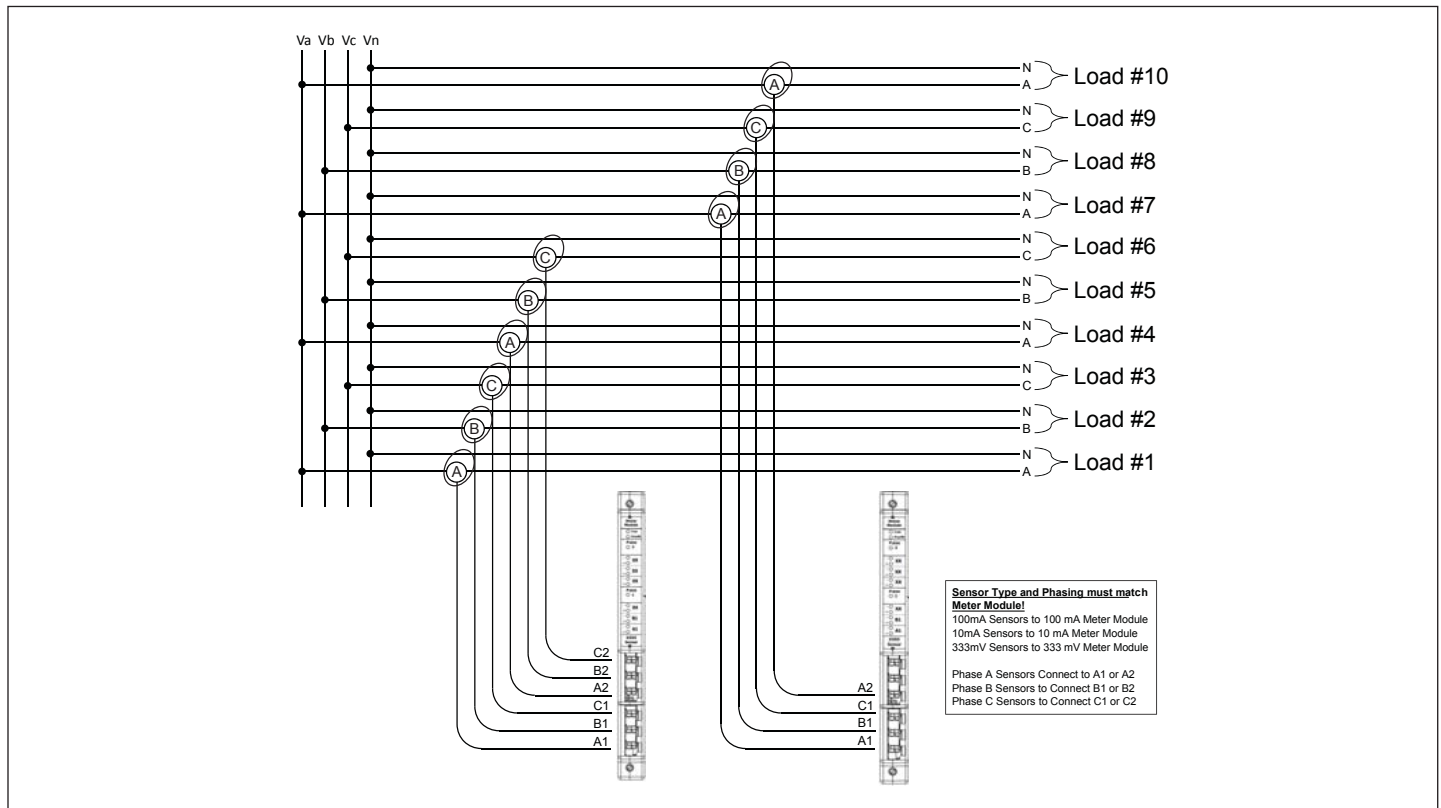 Va Vb Vc Vn
N
A
Load #10
N
C
Load #9
N
B
Load #8
N
A
Load #7
N
C
Load #6
N
B
Load #5
N
A
Load #4
N
C
Load #3
N
B
Load #2
N
A
Load #1
A
C
B
A
C
B
A
C
B
A
C2
B2
A2
C1
B1
A1
A2
C1
B1
A1
Sensor Type and Phasing must match
Meter Module!
100mA Sensors to 100 mA Meter Module
10mA Sensors to 10 mA Meter Module
333mV Sensors to 333 mV Meter Module
Phase A Sensors Connect to A1 or A2
Phase B Sensors to Connect B1 or B2
Phase C Sensors to Connect C1 or C2